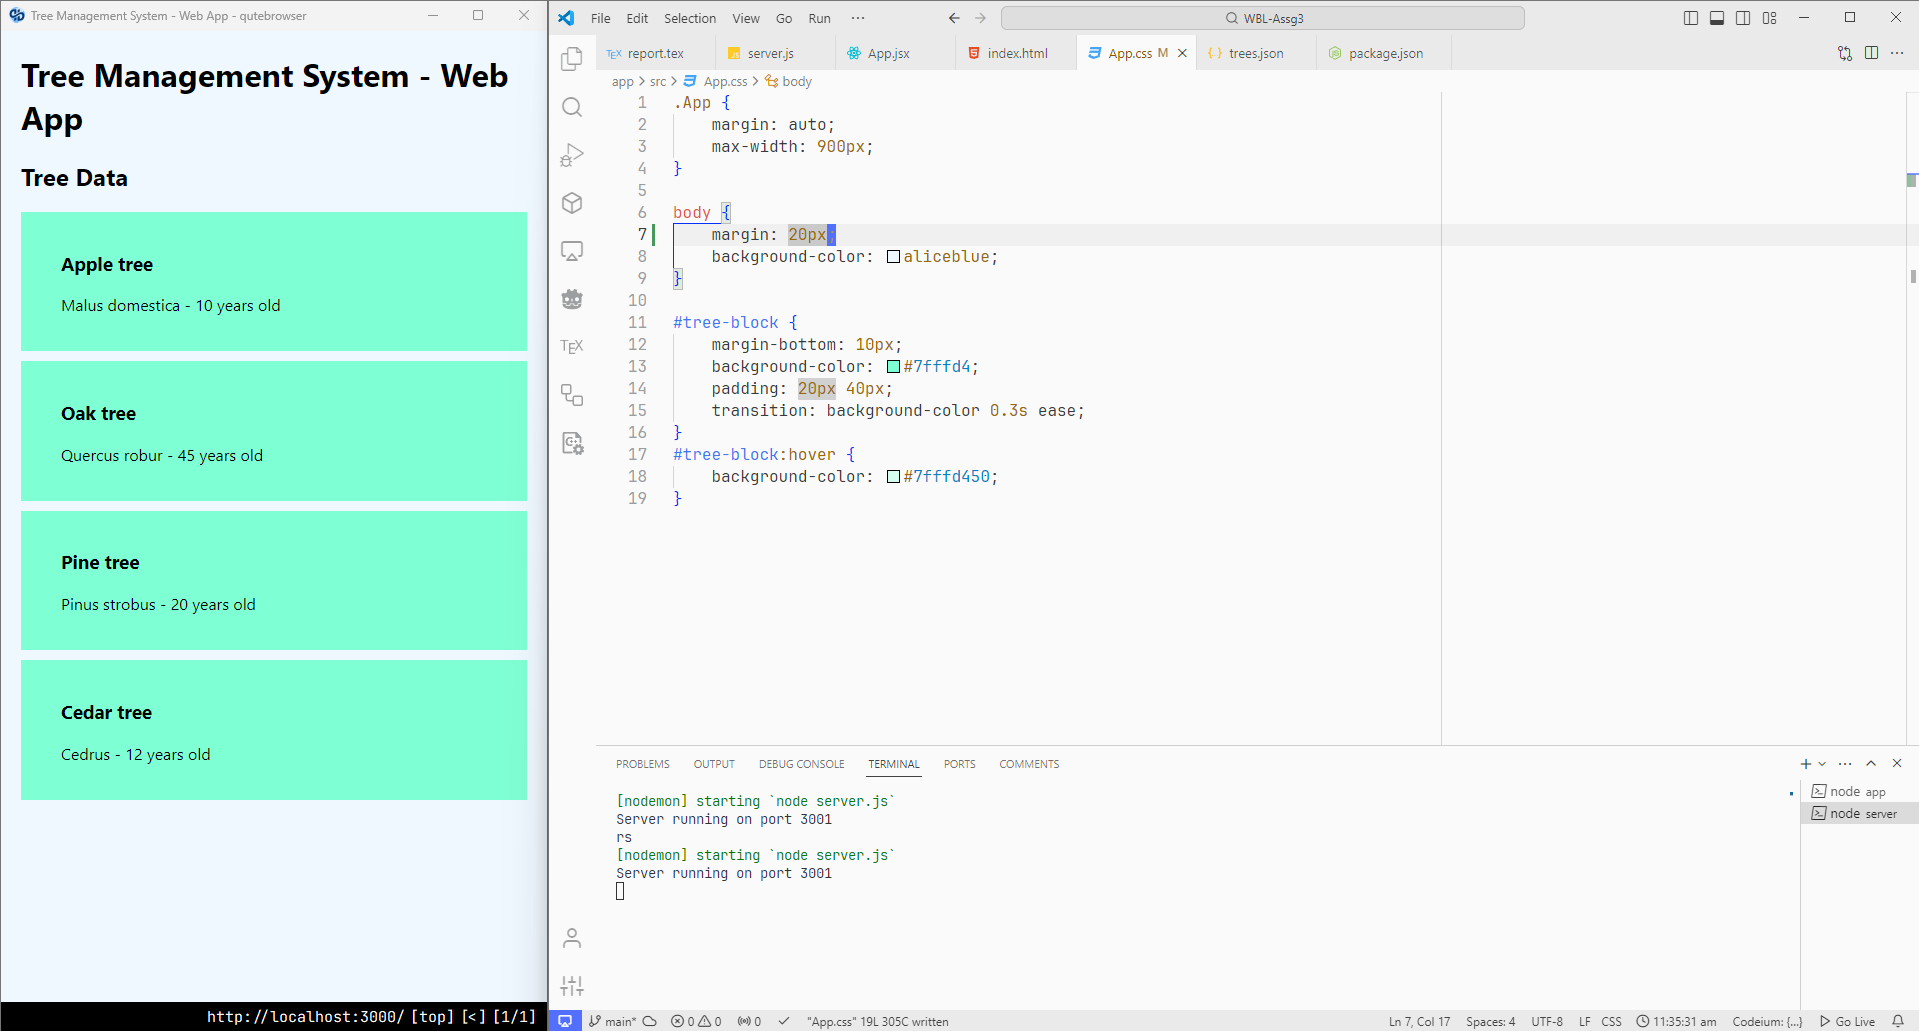 Tree Management System - Web App - qutebrowser
Tree Management System - Web
App
Tree Data
Apple tree
Malus domestica - 10 years old
Oak tree
Quercus robur - 45 years old
Pine tree
Pinus strobus - 20 years old
Cedar tree
Cedrus - 12 years old
http://localhost:3000/ [top] [<] [1/1]
File Edit Selection View Go Run ··· WBL-Assg3
TEX report.tex server.js App.jsx index.html App.css M trees.json package.json
app > src > App.css > body
1 .App {
2 margin: auto;
3 max-width: 900px;
4 }
5
6 body {
7 margin: 20px;
8 background-color: aliceblue;
9 }
10
11 #tree-block {
12 margin-bottom: 10px;
13 background-color: #7fffd4;
14 padding: 20px 40px;
15 transition: background-color 0.3s ease;
16 }
17 #tree-block:hover {
18 background-color: #7fffd450;
19 }
TEX
PROBLEMS OUTPUT DEBUG CONSOLE TERMINAL PORTS COMMENTS
[nodemon] starting `node server.js`
Server running on port 3001
rs
[nodemon] starting `node server.js`
Server running on port 3001
node app
node server
main* 0 0 0 "App.css" 19L 305C written Ln 7, Col 17 Spaces: 4 UTF-8 LF CSS 11:35:31 am Codeium: {...} Go Live